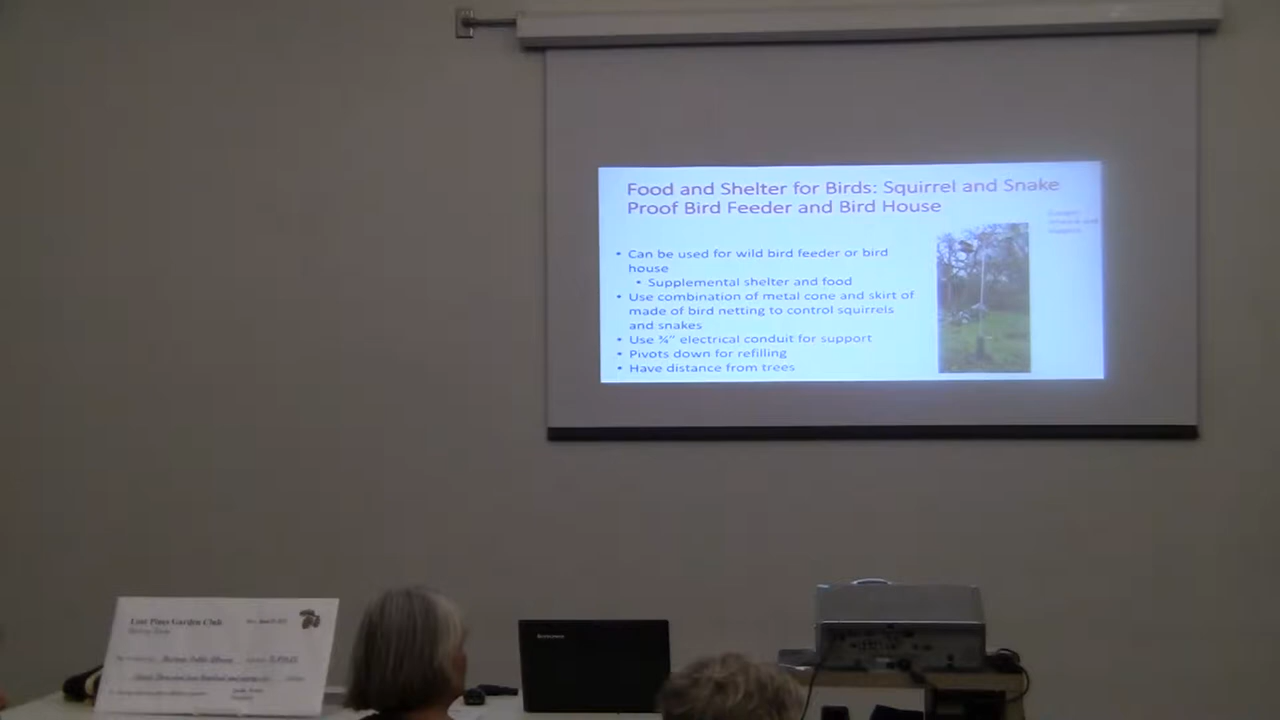 Food and Shelter for Birds: Squirrel and Snake
Proof Bird Feeder and Bird House
• Can be used for wild bird feeder or bird
house
• Supplemental shelter and food
• Use combination of metal cone and skirt of
made of bird netting to control squirrels
and snakes
• Use ¾” electrical conduit for support
• Pivots down for refilling
• Have distance from trees
Lost Pines Garden Club
lenovo